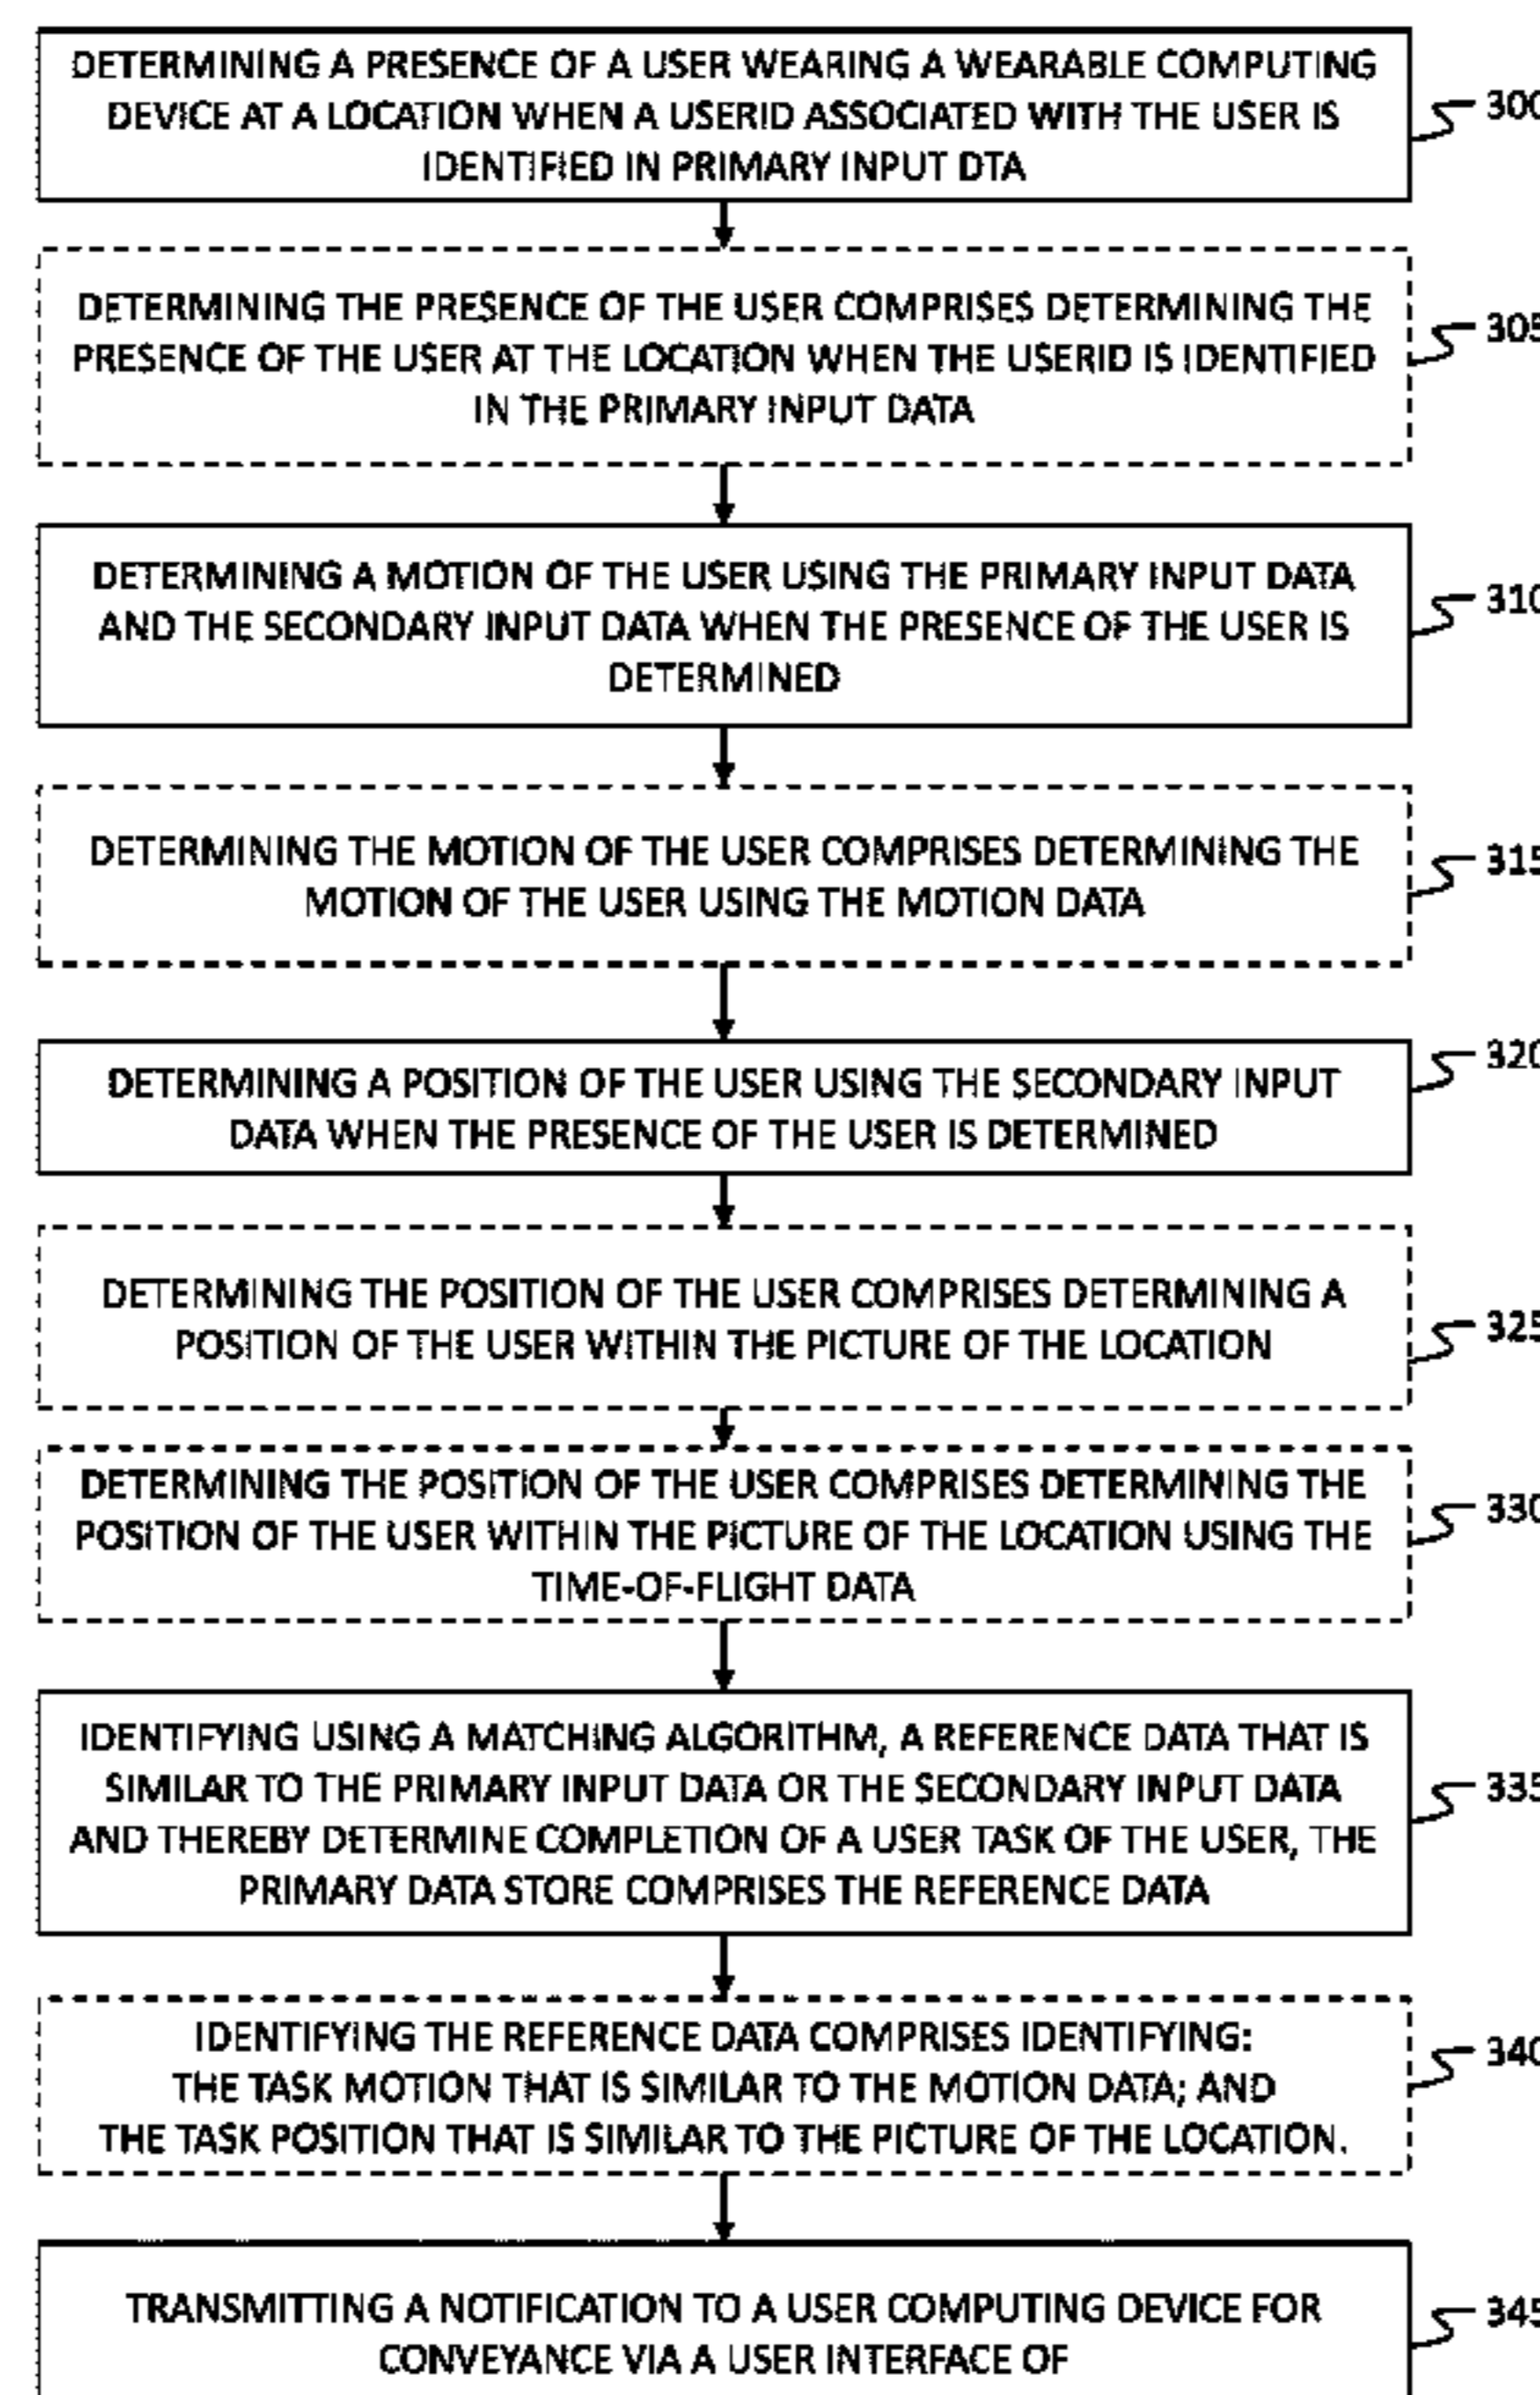 DETERMINING A PRESENCE OF A USER WEARING A WEARABLE COMPUTING
DEVICE AT A LOCATION WHEN A USERID ASSOCIATED WITH THE USER IS
IDENTIFIED IN PRIMARY INPUT DTA
300
DETERMINING THE PRESENCE OF THE USER COMPRISES DETERMINING THE
PRESENCE OF THE USER AT THE LOCATION WHEN THE USERID IS IDENTIFIED
IN THE PRIMARY INPUT DATA
305
DETERMINING A MOTION OF THE USER USING THE PRIMARY INPUT DATA
AND THE SECONDARY INPUT DATA WHEN THE PRESENCE OF THE USER IS
DETERMINED
310
DETERMINING THE MOTION OF THE USER COMPRISES DETERMINING THE
MOTION OF THE USER USING THE MOTION DATA
315
DETERMINING A POSITION OF THE USER USING THE SECONDARY INPUT
DATA WHEN THE PRESENCE OF THE USER IS DETERMINED
320
DETERMINING THE POSITION OF THE USER COMPRISES DETERMINING A
POSITION OF THE USER WITHIN THE PICTURE OF THE LOCATION
325
DETERMINING THE POSITION OF THE USER COMPRISES DETERMINING THE
POSITION OF THE USER WITHIN THE PICTURE OF THE LOCATION USING THE
TIME-OF-FLIGHT DATA
330
IDENTIFYING USING A MATCHING ALGORITHM, A REFERENCE DATA THAT IS
SIMILAR TO THE PRIMARY INPUT DATA OR THE SECONDARY INPUT DATA
AND THEREBY DETERMINE COMPLETION OF A USER TASK OF THE USER, THE
PRIMARY DATA STORE COMPRISES THE REFERENCE DATA
335
IDENTIFYING THE REFERENCE DATA COMPRISES IDENTIFYING:
THE TASK MOTION THAT IS SIMILAR TO THE MOTION DATA; AND
THE TASK POSITION THAT IS SIMILAR TO THE PICTURE OF THE LOCATION.
340
TRANSMITTING A NOTIFICATION TO A USER COMPUTING DEVICE FOR
CONVEYANCE VIA A USER INTERFACE OF
345